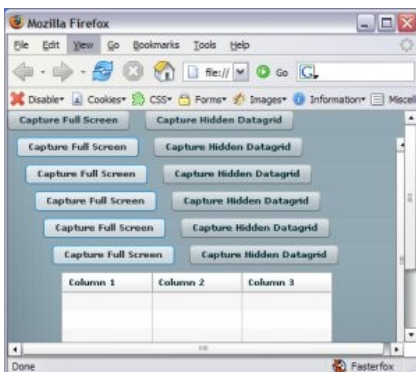 Mozilla Firefox
File Edit View Go Bookmarks Tools Help
file:// Go G
Disable Cookies CSS Forms Images Information Miscell
Capture Full Screen Capture Hidden Datagrid
Capture Full Screen Capture Hidden Datagrid
Capture Full Screen Capture Hidden Datagrid
Capture Full Screen Capture Hidden Datagrid
Capture Full Screen Capture Hidden Datagrid
Capture Full Screen Capture Hidden Datagrid
Column 1 Column 2 Column 3
Done Fasterfox